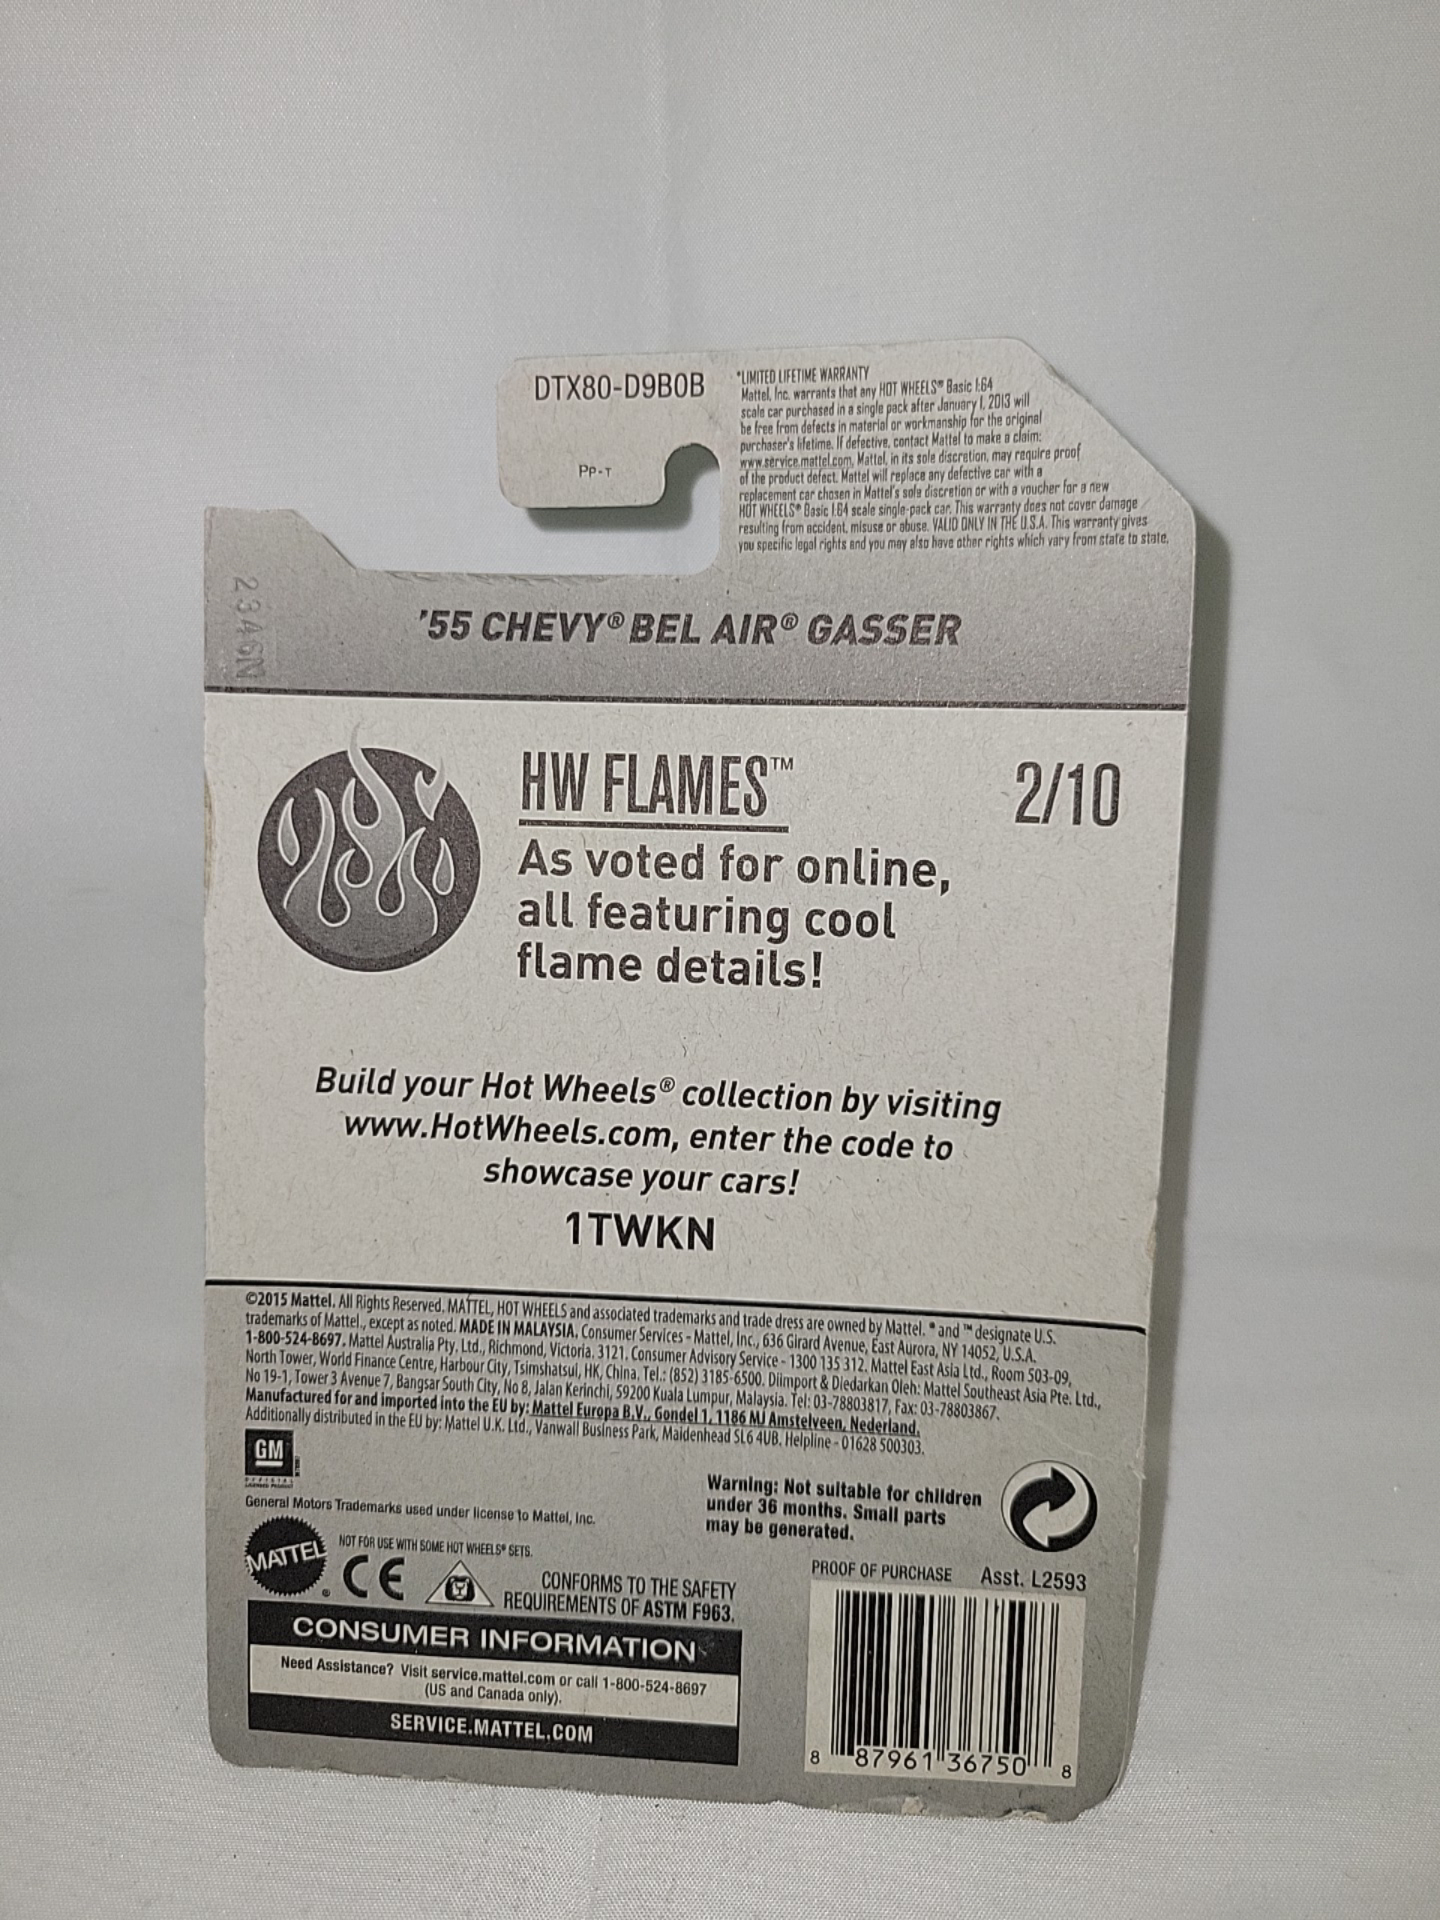 DTX80-D9B0B
Pp-T
*LIMITED LIFETIME WARRANTY
Mattel, Inc. warrants that any HOT WHEELS® Basic 1:64
scale car purchased in a single pack after January 1, 2013 will
be free from defects in material or workmanship for the original
purchaser's lifetime. If defective, contact Mattel to make a claim:
www.service.mattel.com. Mattel, in its sole discretion, may require proof
of the product defect. Mattel will replace any defective car with a
replacement car chosen in Mattel's sole discretion or with a voucher for a new
HOT WHEELS® Basic 1:64 scale single-pack car. This warranty does not cover damage
resulting from accident, misuse or abuse. VALID ONLY IN THE U.S.A. This warranty gives
you specific legal rights and you may also have other rights which vary from state to state.
'55 CHEVY® BEL AIR® GASSER
HW FLAMES™
2/10
As voted for online,
all featuring cool
flame details!
Build your Hot Wheels® collection by visiting
www.HotWheels.com, enter the code to
showcase your cars!
1TWKN
©2015 Mattel. All Rights Reserved. MATTEL, HOT WHEELS and associated trademarks and trade dress are owned by Mattel. ® and ™ designate U.S.
trademarks of Mattel., except as noted. MADE IN MALAYSIA. Consumer Services - Mattel, Inc., 636 Girard Avenue, East Aurora, NY 14052, U.S.A.
1-800-524-8697. Mattel Australia Pty. Ltd., Richmond, Victoria. 3121. Consumer Advisory Service - 1300 135 312. Mattel East Asia Ltd., Room 503-09,
North Tower, World Finance Centre, Harbour City, Tsimshatsui, HK, China. Tel.: (852) 3185-6500. Diimport & Diedarkan Oleh: Mattel Southeast Asia Pte. Ltd.,
No 19-1, Tower 3 Avenue 7, Bangsar South City, No 8, Jalan Kerinchi, 59200 Kuala Lumpur, Malaysia. Tel: 03-78803817, Fax: 03-78803867.
Manufactured for and imported into the EU by: Mattel Europa B.V., Gondel 1, 1186 MJ Amstelveen, Nederland.
Additionally distributed in the EU by: Mattel U.K. Ltd., Vanwall Business Park, Maidenhead SL6 4UB. Helpline - 01628 500303.
GM
General Motors Trademarks used under license to Mattel, Inc.
Warning: Not suitable for children
under 36 months. Small parts
may be generated.
MATTEL
®
NOT FOR USE WITH SOME HOT WHEELS® SETS.
CE
CONFORMS TO THE SAFETY
REQUIREMENTS OF ASTM F963.
PROOF OF PURCHASE Asst. L2593
CONSUMER INFORMATION
Need Assistance? Visit service.mattel.com or call 1-800-524-8697
(US and Canada only).
SERVICE.MATTEL.COM
8 87961 36750 8